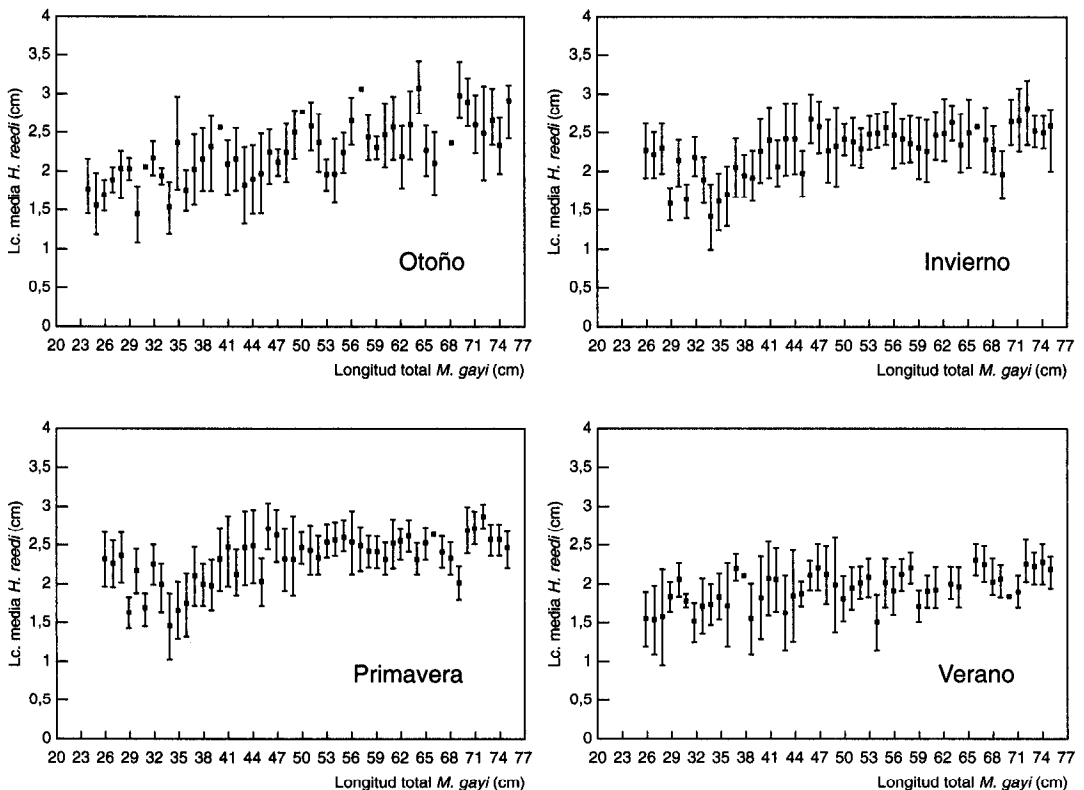 4
3,5
3
2,5
2
1,5
1
0,5
0
Lc. media H. reedi (cm)
Otoño
20 23 26 29 32 35 38 41 44 47 50 53 56 59 62 65 68 71 74 77
Longitud total M. gayi (cm)
4
3,5
3
2,5
2
1,5
1
0,5
0
Lc. media H. reedi (cm)
Invierno
20 23 26 29 32 35 38 41 44 45 50 53 56 59 62 65 68 71 74 77
Longitud total M. gayi (cm)
4
3,5
3
2,5
2
1,5
1
0,5
0
Lc. media H. reedi (cm)
Primavera
20 23 26 29 32 35 38 41 44 47 50 53 56 59 62 65 68 71 74 77
Longitud total M. gayi (cm)
4
3,5
3
2,5
2
1,5
1
0,5
0
Lc. media H. reedi (cm)
Verano
20 23 26 29 32 35 38 41 44 47 50 53 56 59 62 65 68 71 74 77
Longitud total M. gayi (cm)